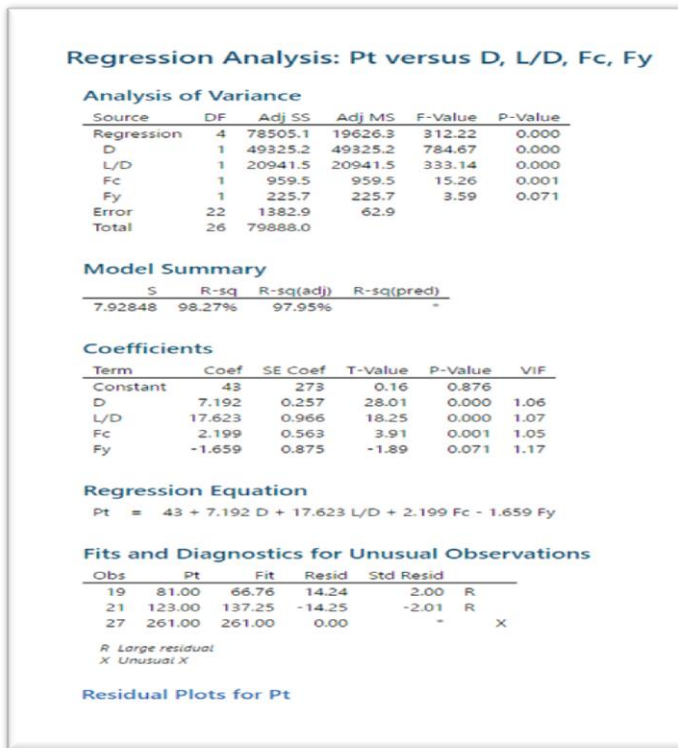 Regression Analysis: Pt versus D, L/D, Fc, Fy
Analysis of Variance
Source DF Adj SS Adj MS F-Value P-Value
Regression 4 78505.1 19626.3 312.22 0.000
D 1 49325.2 49325.2 784.67 0.000
L/D 1 20941.5 20941.5 333.14 0.000
Fc 1 959.5 959.5 15.26 0.001
Fy 1 225.7 225.7 3.59 0.071
Error 22 1382.9 62.9
Total 26 79888.0
Model Summary
S R-sq R-sq(adj) R-sq(pred)
7.92848 98.27% 97.95% *
Coefficients
Term Coef SE Coef T-Value P-Value VIF
Constant 43 273 0.16 0.876
D 7.192 0.257 28.01 0.000 1.06
L/D 17.623 0.966 18.25 0.000 1.07
Fc 2.199 0.563 3.91 0.001 1.05
Fy -1.659 0.875 -1.89 0.071 1.17
Regression Equation
Pt = 43 + 7.192 D + 17.623 L/D + 2.199 Fc - 1.659 Fy
Fits and Diagnostics for Unusual Observations
Obs Pt Fit Resid Std Resid
19 81.00 66.76 14.24 2.00 R
21 123.00 137.25 -14.25 -2.01 R
27 261.00 261.00 0.00 * X
R Large residual
X Unusual X
Residual Plots for Pt